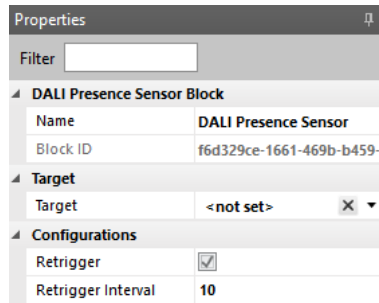 Properties
Filter
DALI Presence Sensor Block
Name DALI Presence Sensor
Block ID f6d329ce-1661-469b-b459-
Target
Target <not set>
Configurations
Retrigger
Retrigger Interval 10